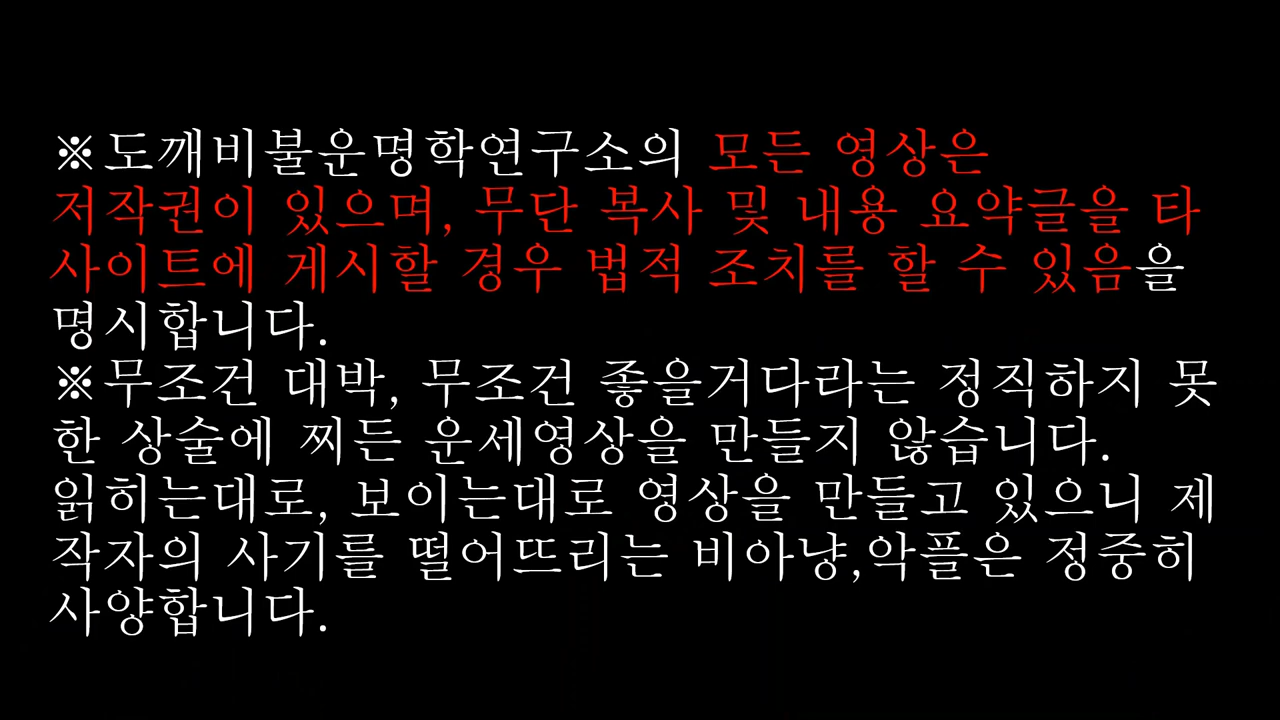 ※도깨비불운명학연구소의 모든 영상은
저작권이 있으며, 무단 복사 및 내용 요약글을 타
사이트에 게시할 경우 법적 조치를 할 수 있음을
명시합니다.
※무조건 대박, 무조건 좋을거다라는 정직하지 못
한 상술에 찌든 운세영상을 만들지 않습니다.
읽히는대로, 보이는대로 영상을 만들고 있으니 제
작자의 사기를 떨어뜨리는 비아냥,악플은 정중히
사양합니다.